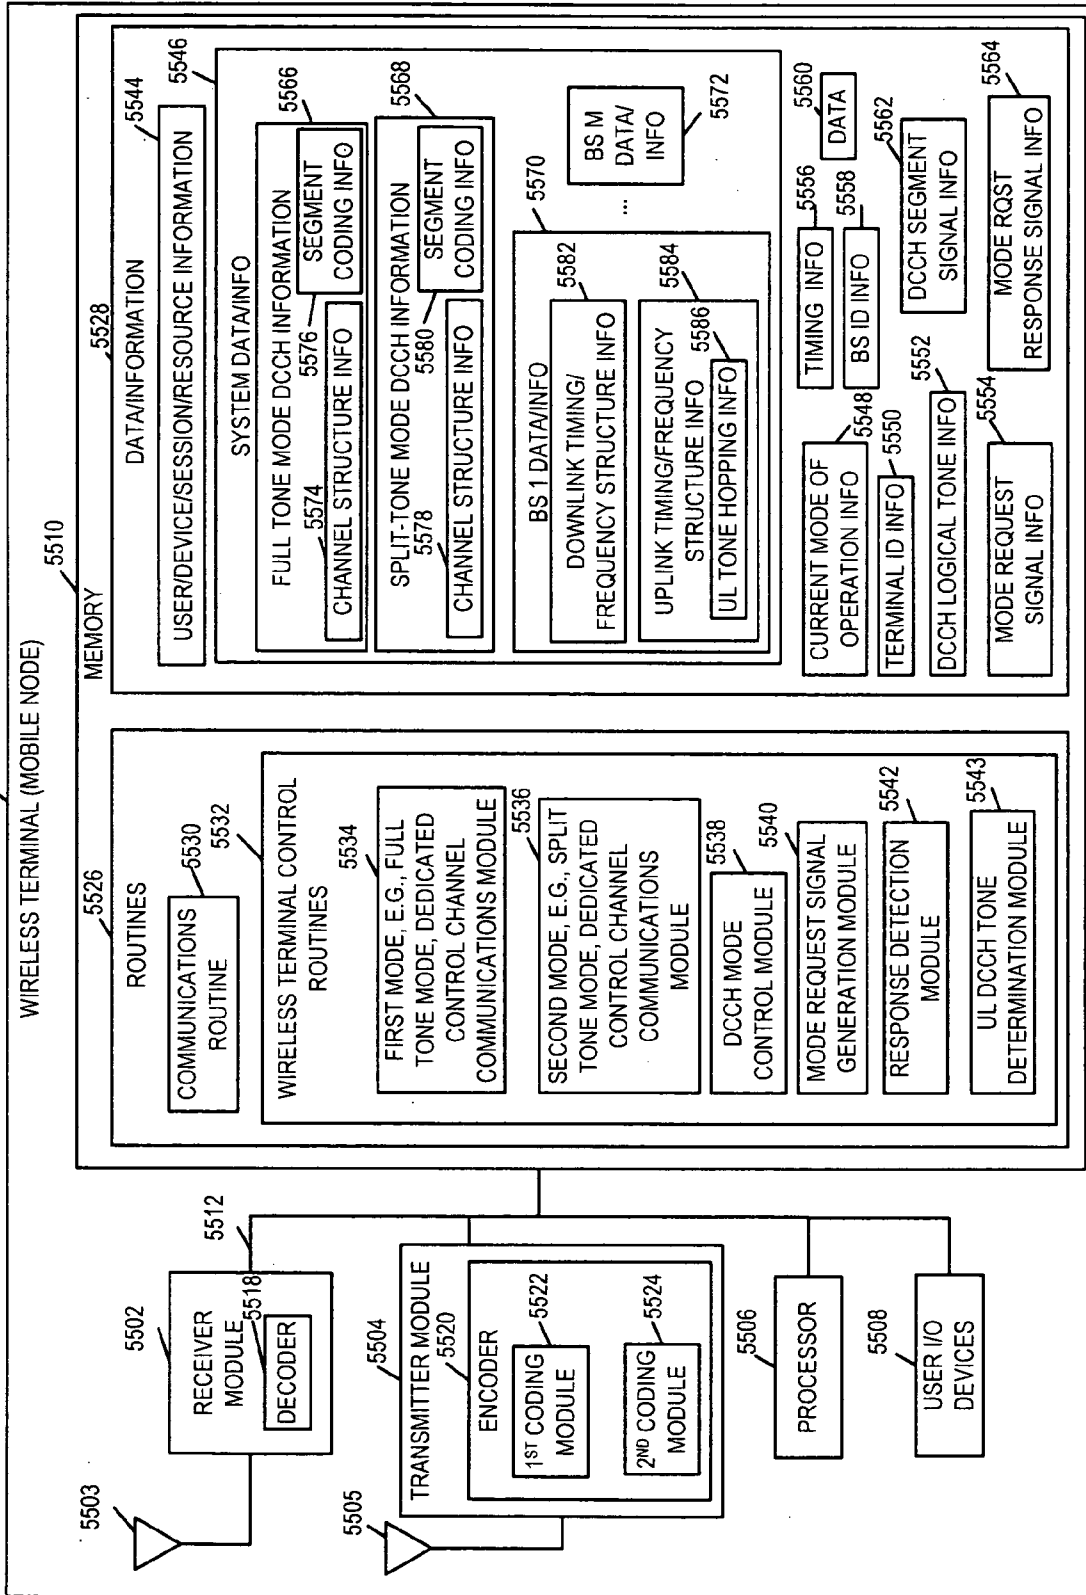 WIRELESS TERMINAL (MOBILE NODE)
5503
5502
RECEIVER
MODULE
5518
DECODER
5512
5505
TRANSMITTER MODULE
5504
5520
ENCODER
5522
1ST CODING
MODULE
5524
2ND CODING
MODULE
5506
PROCESSOR
5508
USER I/O
DEVICES
5510
MEMORY
5526
ROUTINES
COMMUNICATIONS
ROUTINE
5530
5532
WIRELESS TERMINAL CONTROL
ROUTINES
5534
FIRST MODE, E.G., FULL
TONE MODE, DEDICATED
CONTROL CHANNEL
COMMUNICATIONS MODULE
5536
SECOND MODE, E.G., SPLIT
TONE MODE, DEDICATED
CONTROL CHANNEL
COMMUNICATIONS
MODULE
5538
DCCH MODE
CONTROL MODULE
5540
MODE REQUEST SIGNAL
GENERATION MODULE
5542
RESPONSE DETECTION
MODULE
5543
UL DCCH TONE
DETERMINATION MODULE
5528
DATA/INFORMATION
5544
USER/DEVICE/SESSION/RESOURCE INFORMATION
5546
SYSTEM DATA/INFO
5566
FULL TONE MODE DCCH INFORMATION
5574
CHANNEL STRUCTURE INFO
5576
SEGMENT
CODING INFO
5568
SPLIT-TONE MODE DCCH INFORMATION
5578
CHANNEL STRUCTURE INFO
5580
SEGMENT
CODING INFO
5570
BS 1 DATA/INFO
5582
DOWNLINK TIMING/
FREQUENCY STRUCTURE INFO
5584
UPLINK TIMING/FREQUENCY
STRUCTURE INFO
5586
UL TONE HOPPING INFO
...
BS M
DATA/
INFO
5572
5548
CURRENT MODE OF
OPERATION INFO
5550
TERMINAL ID INFO
5552
DCCH LOGICAL TONE INFO
5554
MODE REQUEST
SIGNAL INFO
5556
TIMING INFO
5558
BS ID INFO
5560
DATA
5562
DCCH SEGMENT
SIGNAL INFO
5564
MODE RQST
RESPONSE SIGNAL INFO